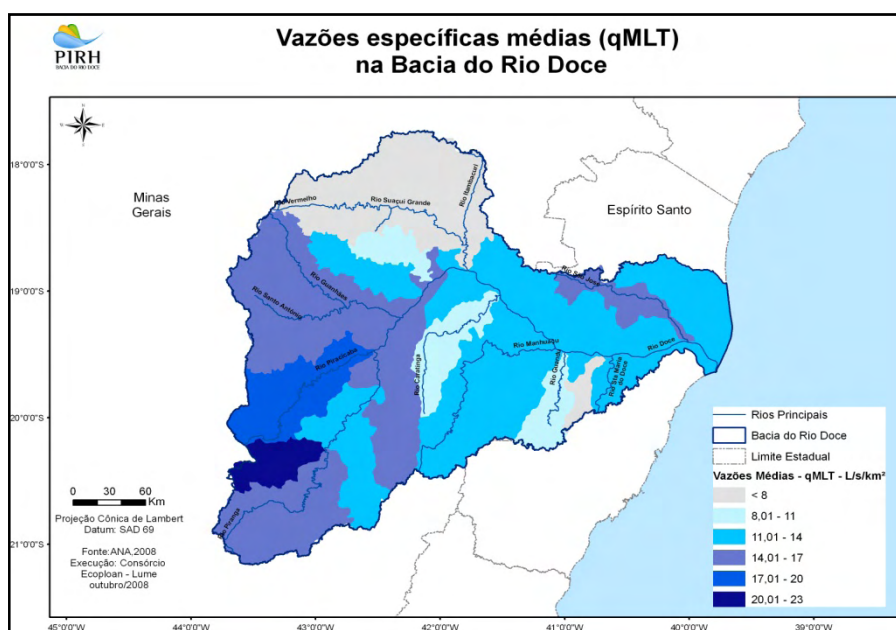 PIRH
BACIA DO RIO DOCE
Vazões específicas médias (qMLT)
na Bacia do Rio Doce
18°0'0"S
19°0'0"S
20°0'0"S
21°0'0"S
Minas
Gerais
Espírito Santo
Rio Vermelho
Rio Suaçui Grande
Rio Itambacuri
Rio Guanhães
Rio Santo Antônio
Rio São José
Rio Piracicaba
Rio Caratinga
Rio Manhuaçu
Rio Doce
Rio Guandu
Rio Sta Maria
do Doce
Rio Piranga
0 30 60
Km
Projeção Cônica de Lambert
Datum: SAD 69
Fonte:ANA,2008
Execução: Consórcio
Ecoploan - Lume
outubro/2008
Rios Principais
Bacia do Rio Doce
Limite Estadual
Vazões Médias - qMLT - L/s/km²
< 8
8,01 - 11
11,01 - 14
14,01 - 17
17,01 - 20
20,01 - 23
45°0'0"W 44°0'0"W 43°0'0"W 42°0'0"W 41°0'0"W 40°0'0"W 39°0'0"W